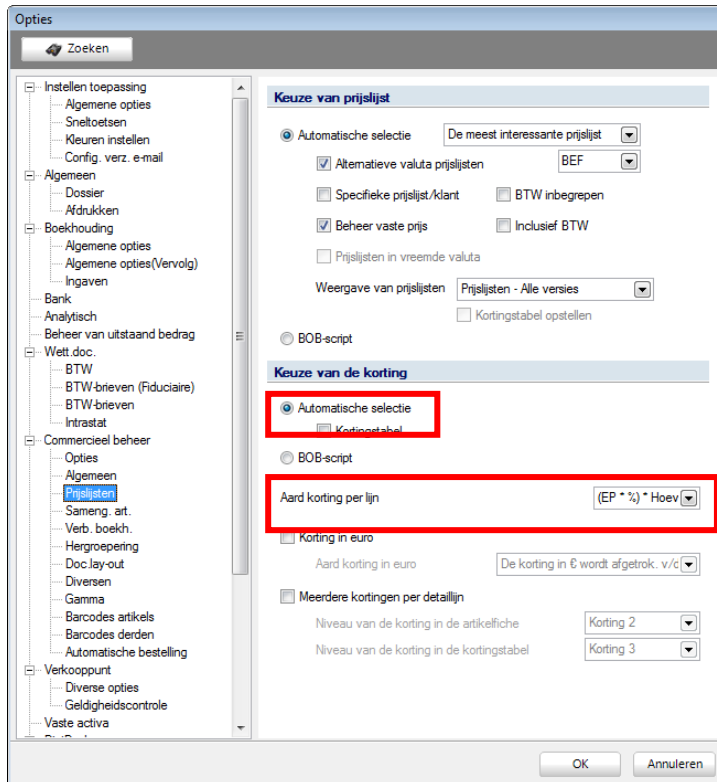 Opties
Zoeken
Instellen toepassing
Algemene opties
Sneltoetsen
Kleuren instellen
Config. verz. e-mail
Algemeen
Dossier
Afdrukken
Boekhouding
Algemene opties
Algemene opties(Vervolg)
Ingaven
Bank
Analytisch
Beheer van uitstaand bedrag
Wett.doc.
BTW
BTW-brieven (Fiduciaire)
BTW-brieven
Intrastat
Commercieel beheer
Opties
Algemeen
Prijslijsten
Sameng. art.
Verb. boekh.
Hergroepering
Doc.lay-out
Diversen
Gamma
Barcodes artikels
Barcodes derden
Automatische bestelling
Verkooppunt
Diverse opties
Geldigheidscontrole
Vaste activa
Keuze van prijslijst
Automatische selectie De meest interessante prijslijst
Alternatieve valuta prijslijsten BEF
Specifieke prijslijst/klant BTW inbegrepen
Beheer vaste prijs Inclusief BTW
Prijslijsten in vreemde valuta
Weergave van prijslijsten Prijslijsten - Alle versies
Kortingstabel opstellen
BOB-script
Keuze van de korting
Automatische selectie
Kortingstabel
BOB-script
Aard korting per lijn (EP * %) * Hoev
Korting in euro
Aard korting in euro De korting in € wordt afgetrok. v/d
Meerdere kortingen per detaillijn
Niveau van de korting in de artikelfiche Korting 2
Niveau van de korting in de kortingstabel Korting 3
OK Annuleren